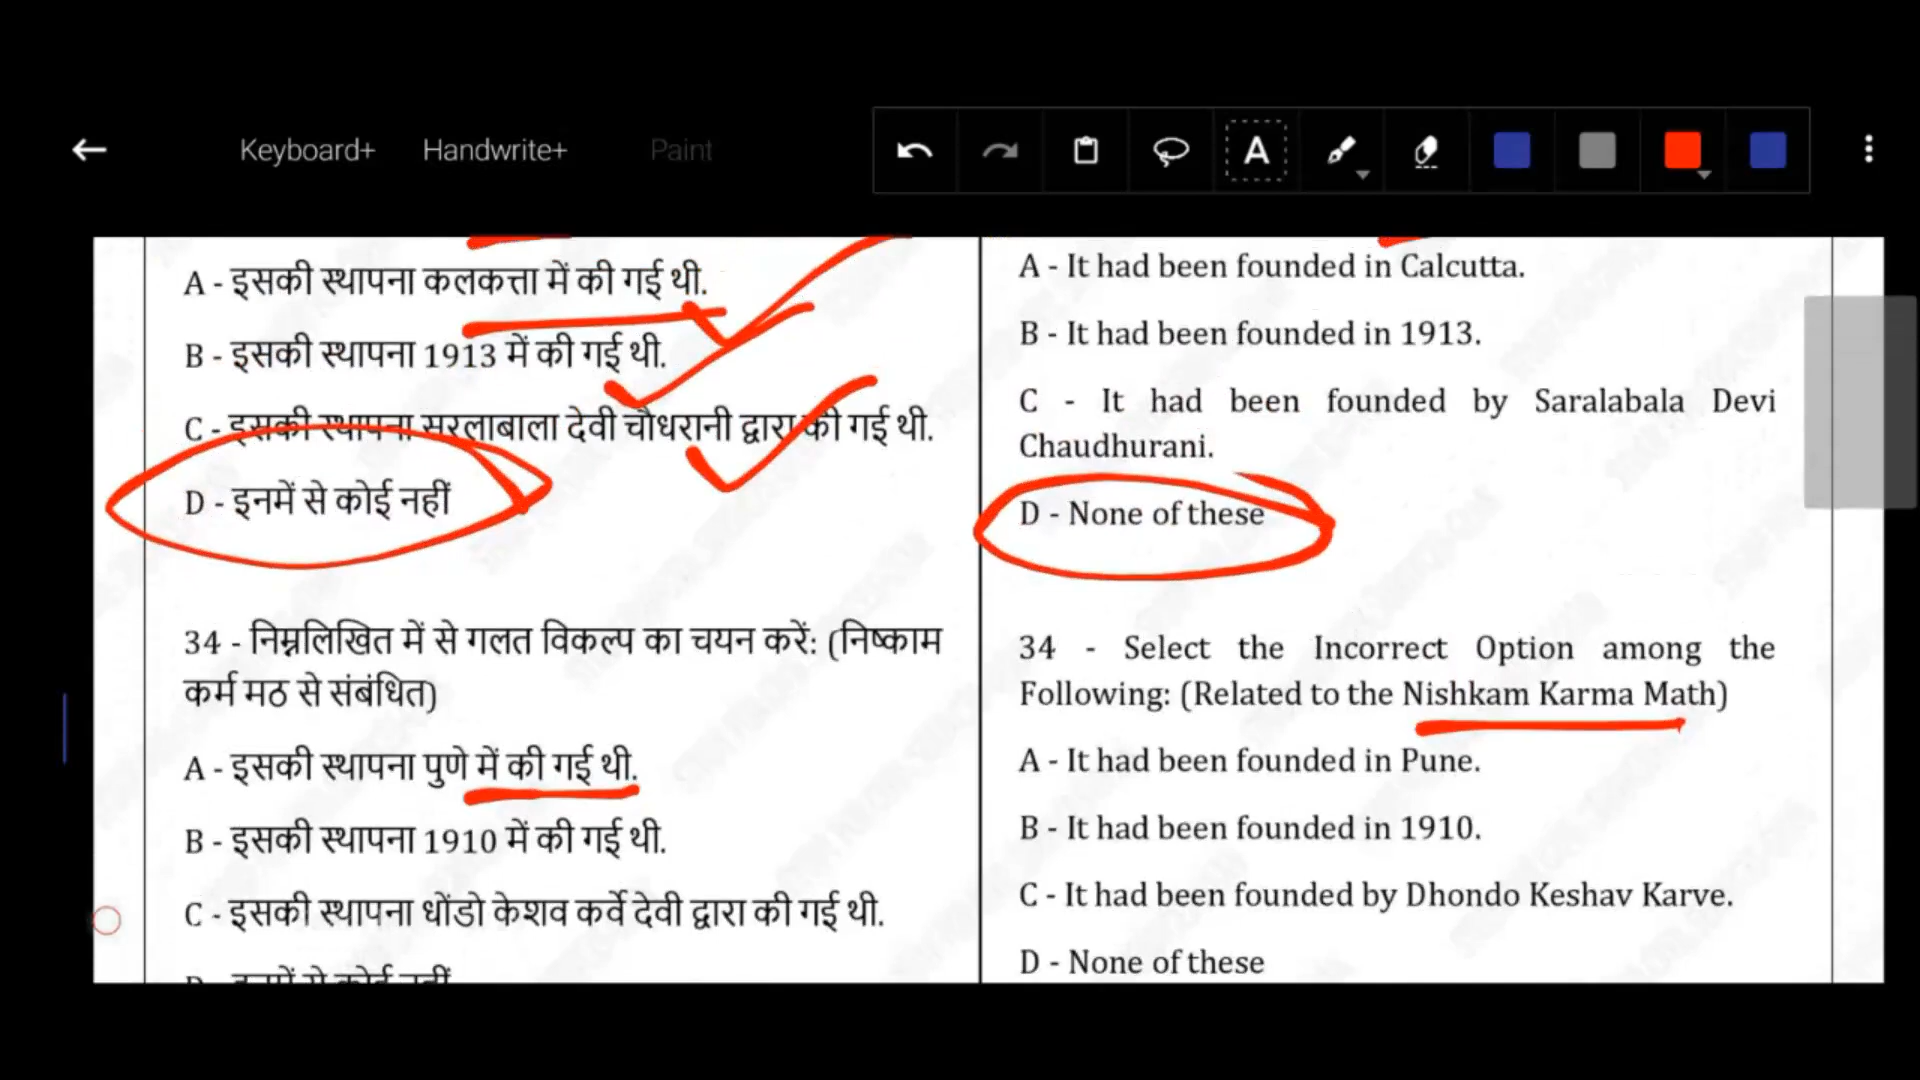 Keyboard+ Handwrite+ Paint A
A - इसकी स्थापना कलकत्ता में की गई थी.
B - इसकी स्थापना 1913 में की गई थी.
C - इसकी स्थापना सरलाबाला देवी चौधरानी द्वारा की गई थी.
D - इनमें से कोई नहीं
34 - निम्नलिखित में से गलत विकल्प का चयन करें: (निष्काम
कर्म मठ से संबंधित)
A - इसकी स्थापना पुणे में की गई थी.
B - इसकी स्थापना 1910 में की गई थी.
C - इसकी स्थापना धोंडो केशव कर्वे देवी द्वारा की गई थी.
A - It had been founded in Calcutta.
B - It had been founded in 1913.
C - It had been founded by Saralabala Devi
Chaudhurani.
D - None of these
34 - Select the Incorrect Option among the
Following: (Related to the Nishkam Karma Math)
A - It had been founded in Pune.
B - It had been founded in 1910.
C - It had been founded by Dhondo Keshav Karve.
D - None of these